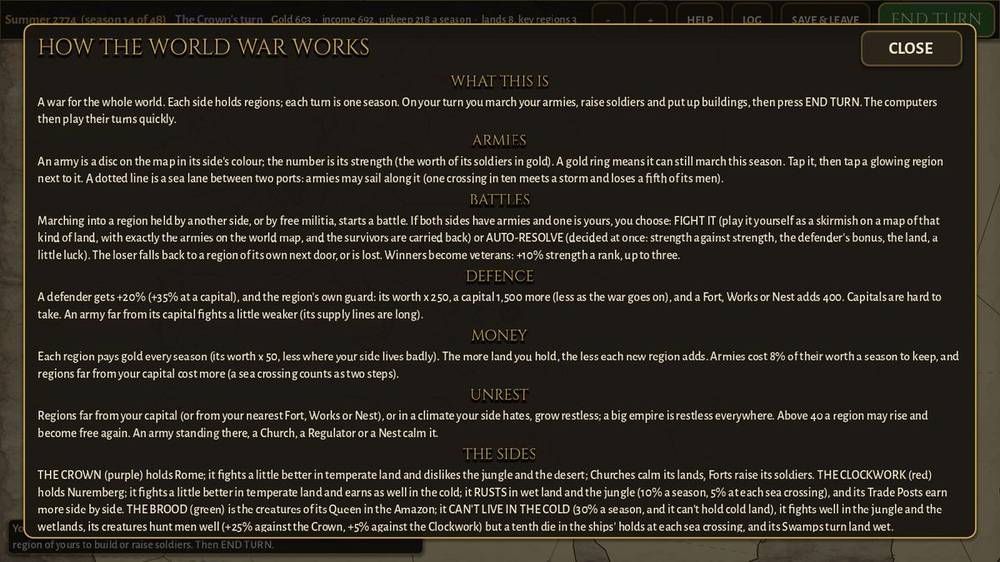 Summer 2774 (season 14 of 48) The Crown's turn Gold 603 · income 692, upkeep 218 a season · lands 8, key regions 3 - + HELP LOG SAVE & LEAVE END TURN
HOW THE WORLD WAR WORKS
CLOSE
WHAT THIS IS
A war for the whole world. Each side holds regions; each turn is one season. On your turn you march your armies, raise soldiers and put up buildings, then press END TURN. The computers
then play their turns quickly.
ARMIES
An army is a disc on the map in its side's colour; the number is its strength (the worth of its soldiers in gold). A gold ring means it can still march this season. Tap it, then tap a glowing region
next to it. A dotted line is a sea lane between two ports: armies may sail along it (one crossing in ten meets a storm and loses a fifth of its men).
BATTLES
Marching into a region held by another side, or by free militia, starts a battle. If both sides have armies and one is yours, you choose: FIGHT IT (play it yourself as a skirmish on a map of that
kind of land, with exactly the armies on the world map, and the survivors are carried back) or AUTO-RESOLVE (decided at once: strength against strength, the defender's bonus, the land, a
little luck). The loser falls back to a region of its own next door, or is lost. Winners become veterans: +10% strength a rank, up to three.
DEFENCE
A defender gets +20% (+35% at a capital), and the region's own guard: its worth x 250, a capital 1,500 more (less as the war goes on), and a Fort, Works or Nest adds 400. Capitals are hard to
take. An army far from its capital fights a little weaker (its supply lines are long).
MONEY
Each region pays gold every season (its worth x 50, less where your side lives badly). The more land you hold, the less each new region adds. Armies cost 8% of their worth a season to keep, and
regions far from your capital cost more (a sea crossing counts as two steps).
UNREST
Regions far from your capital (or from your nearest Fort, Works or Nest), or in a climate your side hates, grow restless; a big empire is restless everywhere. Above 40 a region may rise and
become free again. An army standing there, a Church, a Regulator or a Nest calm it.
THE SIDES
THE CROWN (purple) holds Rome; it fights a little better in temperate land and dislikes the jungle and the desert; Churches calm its lands, Forts raise its soldiers. THE CLOCKWORK (red)
holds Nuremberg; it fights a little better in temperate land and earns as well in the cold; it RUSTS in wet land and the jungle (10% a season, 5% at each sea crossing), and its Trade Posts earn
more side by side. THE BROOD (green) is the creatures of its Queen in the Amazon; it CAN'T LIVE IN THE COLD (30% a season, and it can't hold cold land), it fights well in the jungle and the
wetlands, its creatures hunt men well (+25% against the Crown, +5% against the Clockwork) but a tenth die in the ships' holds at each sea crossing, and its Swamps turn land wet.
region of yours to build or raise soldiers. Then END TURN.